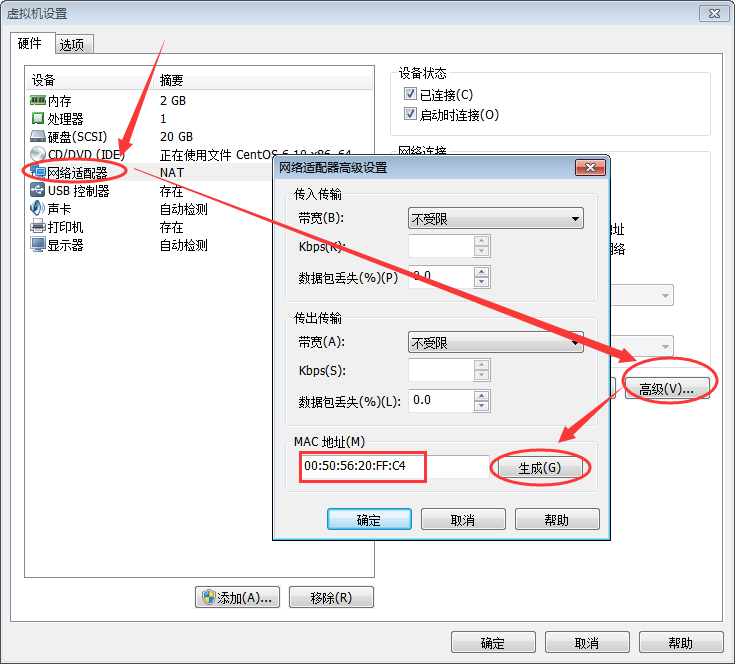 虚拟机设置
硬件 选项
设备 摘要
内存 2 GB
处理器 1
硬盘(SCSI) 20 GB
CD/DVD (IDE) 正在使用文件 CentOS 6.10 x86_64
网络适配器 NAT
USB 控制器 存在
声卡 自动检测
打印机 存在
显示器 自动检测
添加(A)... 移除(R)
设备状态
已连接(C)
启动时连接(O)
网络连接
址
络
高级(V)...
网络适配器高级设置
传入传输
带宽(B): 不受限
Kbps(K):
数据包丢失(%)(P) 0.0
传出传输
带宽(A): 不受限
Kbps(S):
数据包丢失(%)(L): 0.0
MAC 地址(M)
00:50:56:20:FF:C4 生成(G)
确定 取消 帮助
确定 取消 帮助